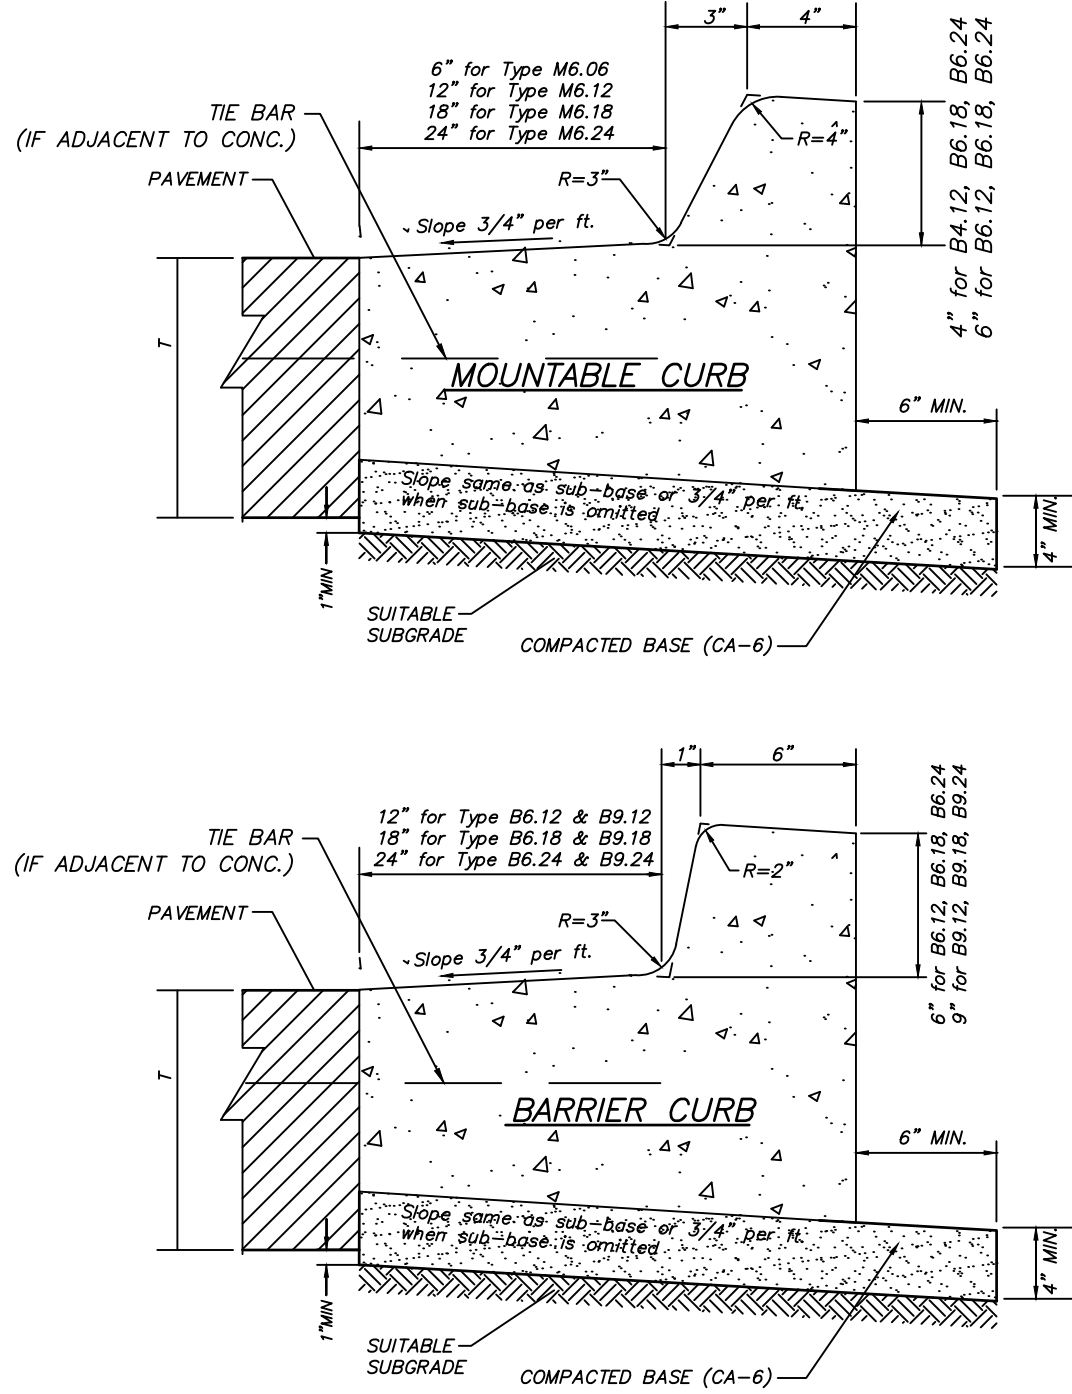 3" 4"
6" for Type M6.06
12" for Type M6.12
18" for Type M6.18
24" for Type M6.24
TIE BAR
(IF ADJACENT TO CONC.)
PAVEMENT
R=3"
R=4"
4" for B4.12, B6.18, B6.24
6" for B6.12, B6.18, B6.24
Slope 3/4" per ft.
T
MOUNTABLE CURB
6" MIN.
Slope same as sub-base or 3/4" per ft.
when sub-base is omitted
4" MIN.
1"MIN
SUITABLE
SUBGRADE
COMPACTED BASE (CA-6)
1" 6"
12" for Type B6.12 & B9.12
18" for Type B6.18 & B9.18
24" for Type B6.24 & B9.24
TIE BAR
(IF ADJACENT TO CONC.)
PAVEMENT
R=3"
R=2"
6" for B6.12, B6.18, B6.24
9" for B9.12, B9.18, B9.24
Slope 3/4" per ft.
T
BARRIER CURB
6" MIN.
Slope same as sub-base or 3/4" per ft.
when sub-base is omitted
4" MIN.
1"MIN
SUITABLE
SUBGRADE
COMPACTED BASE (CA-6)